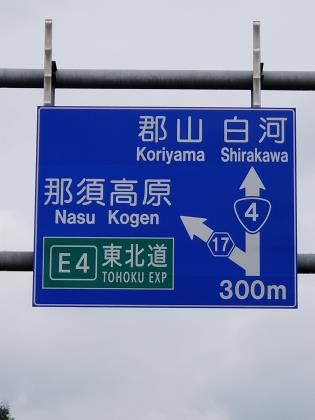 郡山 白河
Koriyama Shirakawa
那須高原
Nasu Kogen
4
17
E4 東北道
TOHOKU EXP
300m